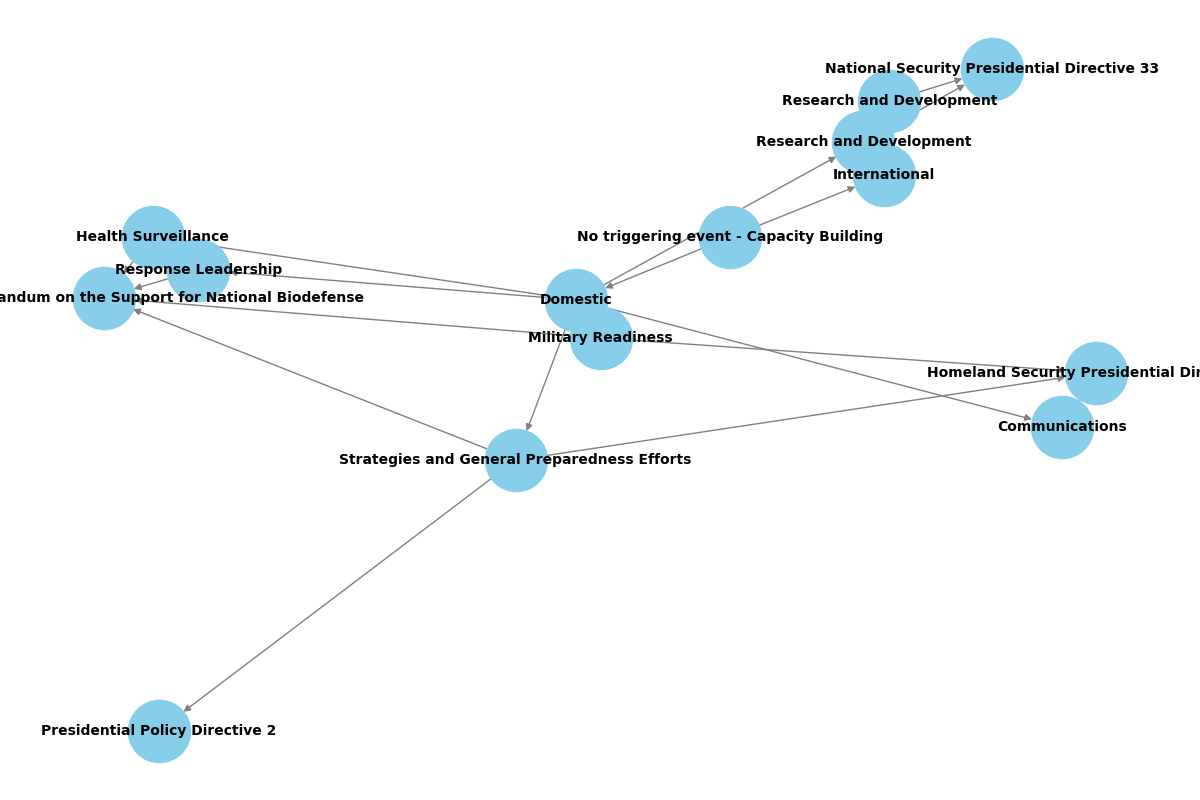 National Security Presidential Directive 33
Research and Development
Research and Development
International
Health Surveillance
No triggering event - Capacity Building
Response Leadership
andum on the Support for National Biodefense
Domestic
Military Readiness
Homeland Security Presidential Dir
Communications
Strategies and General Preparedness Efforts
Presidential Policy Directive 2